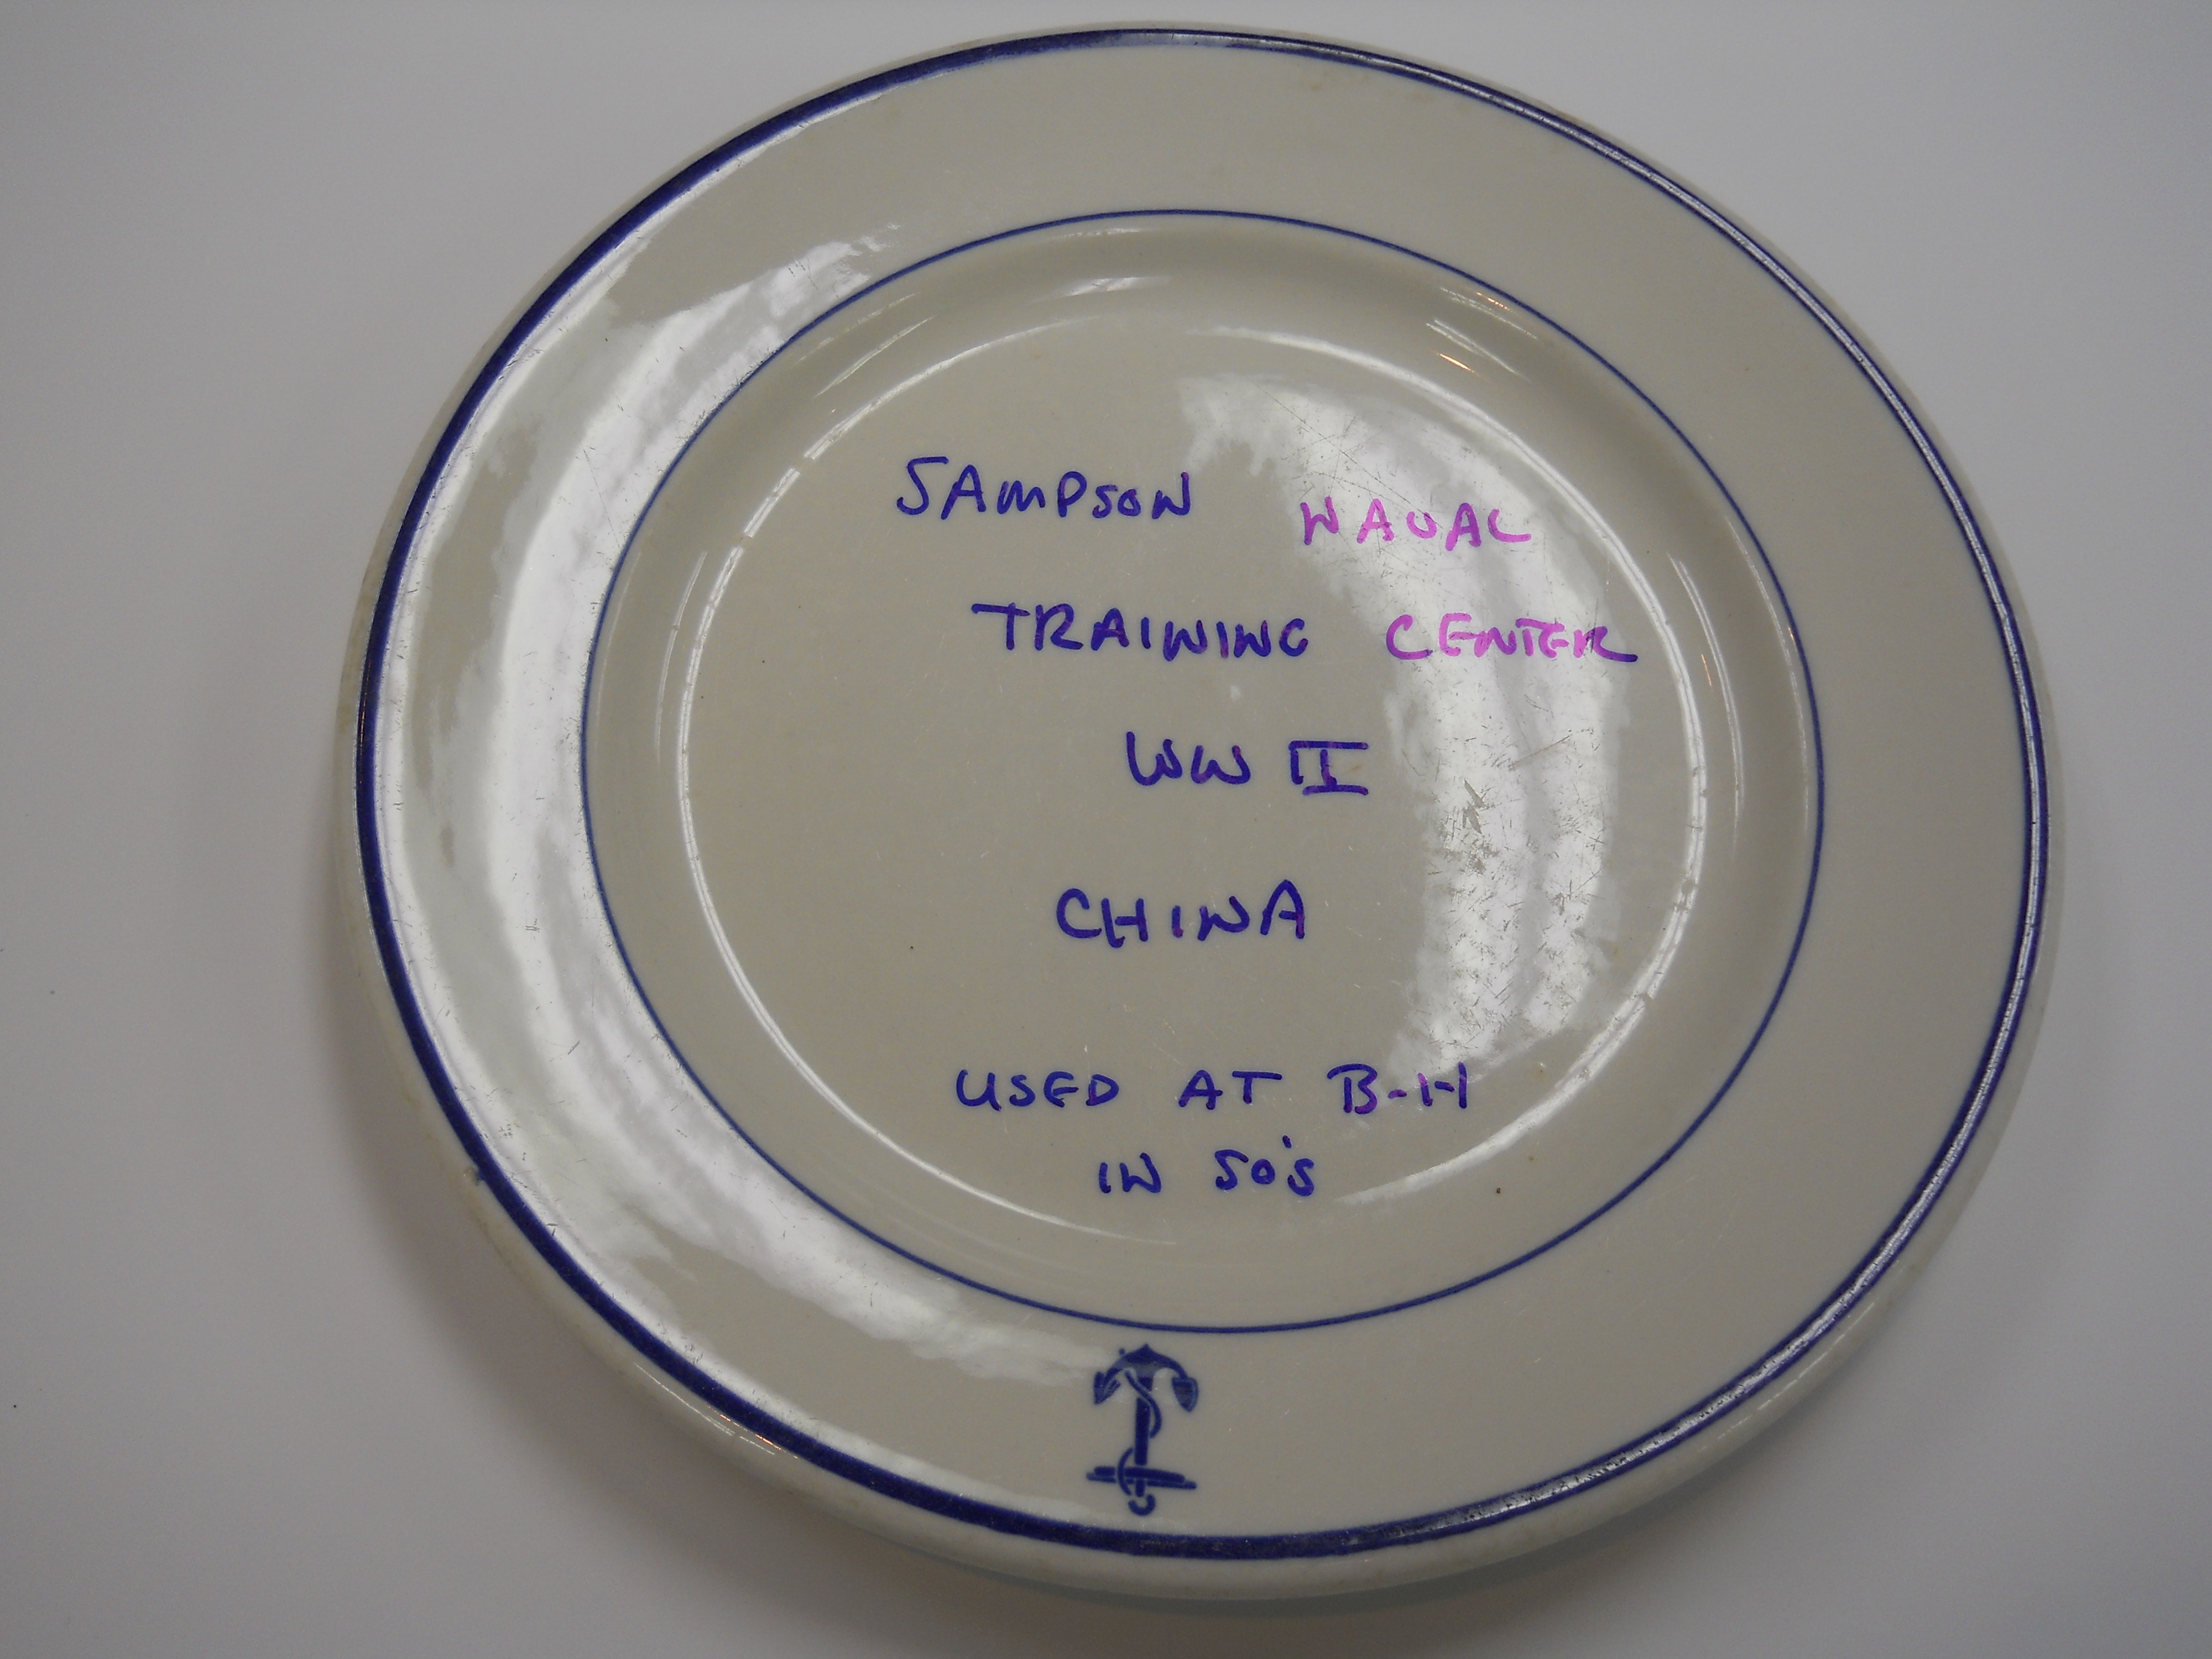 SAMPSON NAVAL
TRAINING CENTER
WW II
CHINA
USED AT B-H
IN 50'S